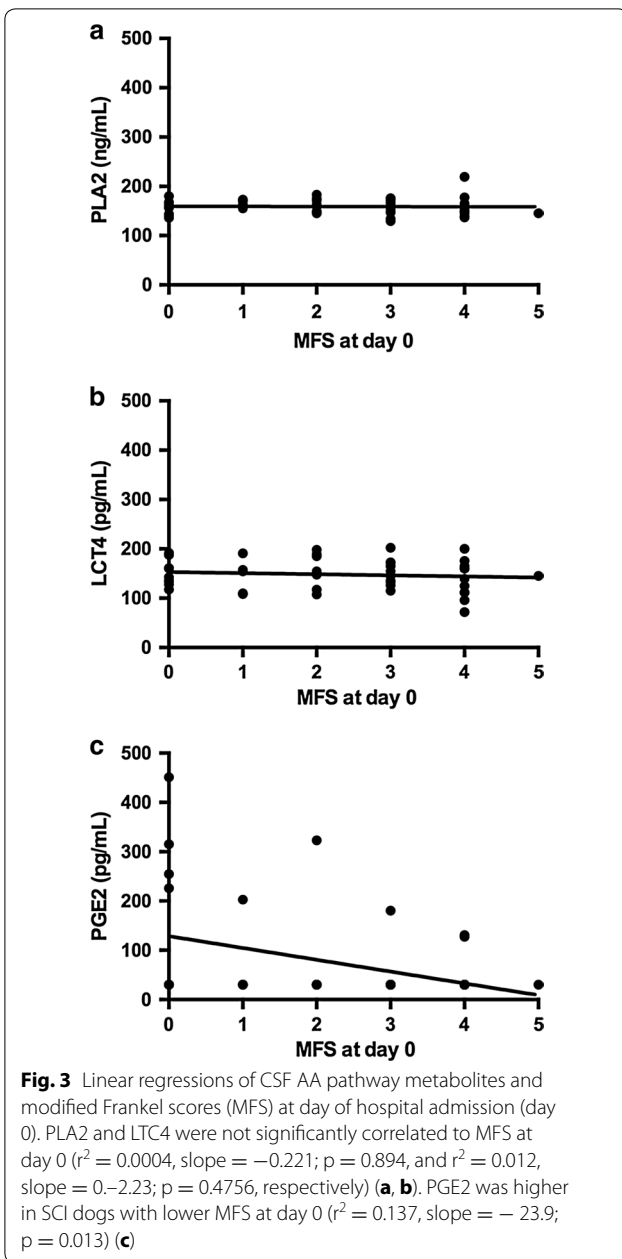 a
500
400
300
200
100
0
PLA2 (ng/mL)
0 1 2 3 4 5
MFS at day 0
b
500
400
300
200
100
0
LCT4 (pg/mL)
0 1 2 3 4 5
MFS at day 0
c
500
400
300
200
100
0
PGE2 (pg/mL)
0 1 2 3 4 5
MFS at day 0
Fig. 3 Linear regressions of CSF AA pathway metabolites and
modified Frankel scores (MFS) at day of hospital admission (day
0). PLA2 and LTC4 were not significantly correlated to MFS at
day 0 (r² = 0.0004, slope = −0.221; p = 0.894, and r² = 0.012,
slope = 0.–2.23; p = 0.4756, respectively) (a, b). PGE2 was higher
in SCI dogs with lower MFS at day 0 (r² = 0.137, slope = − 23.9;
p = 0.013) (c)